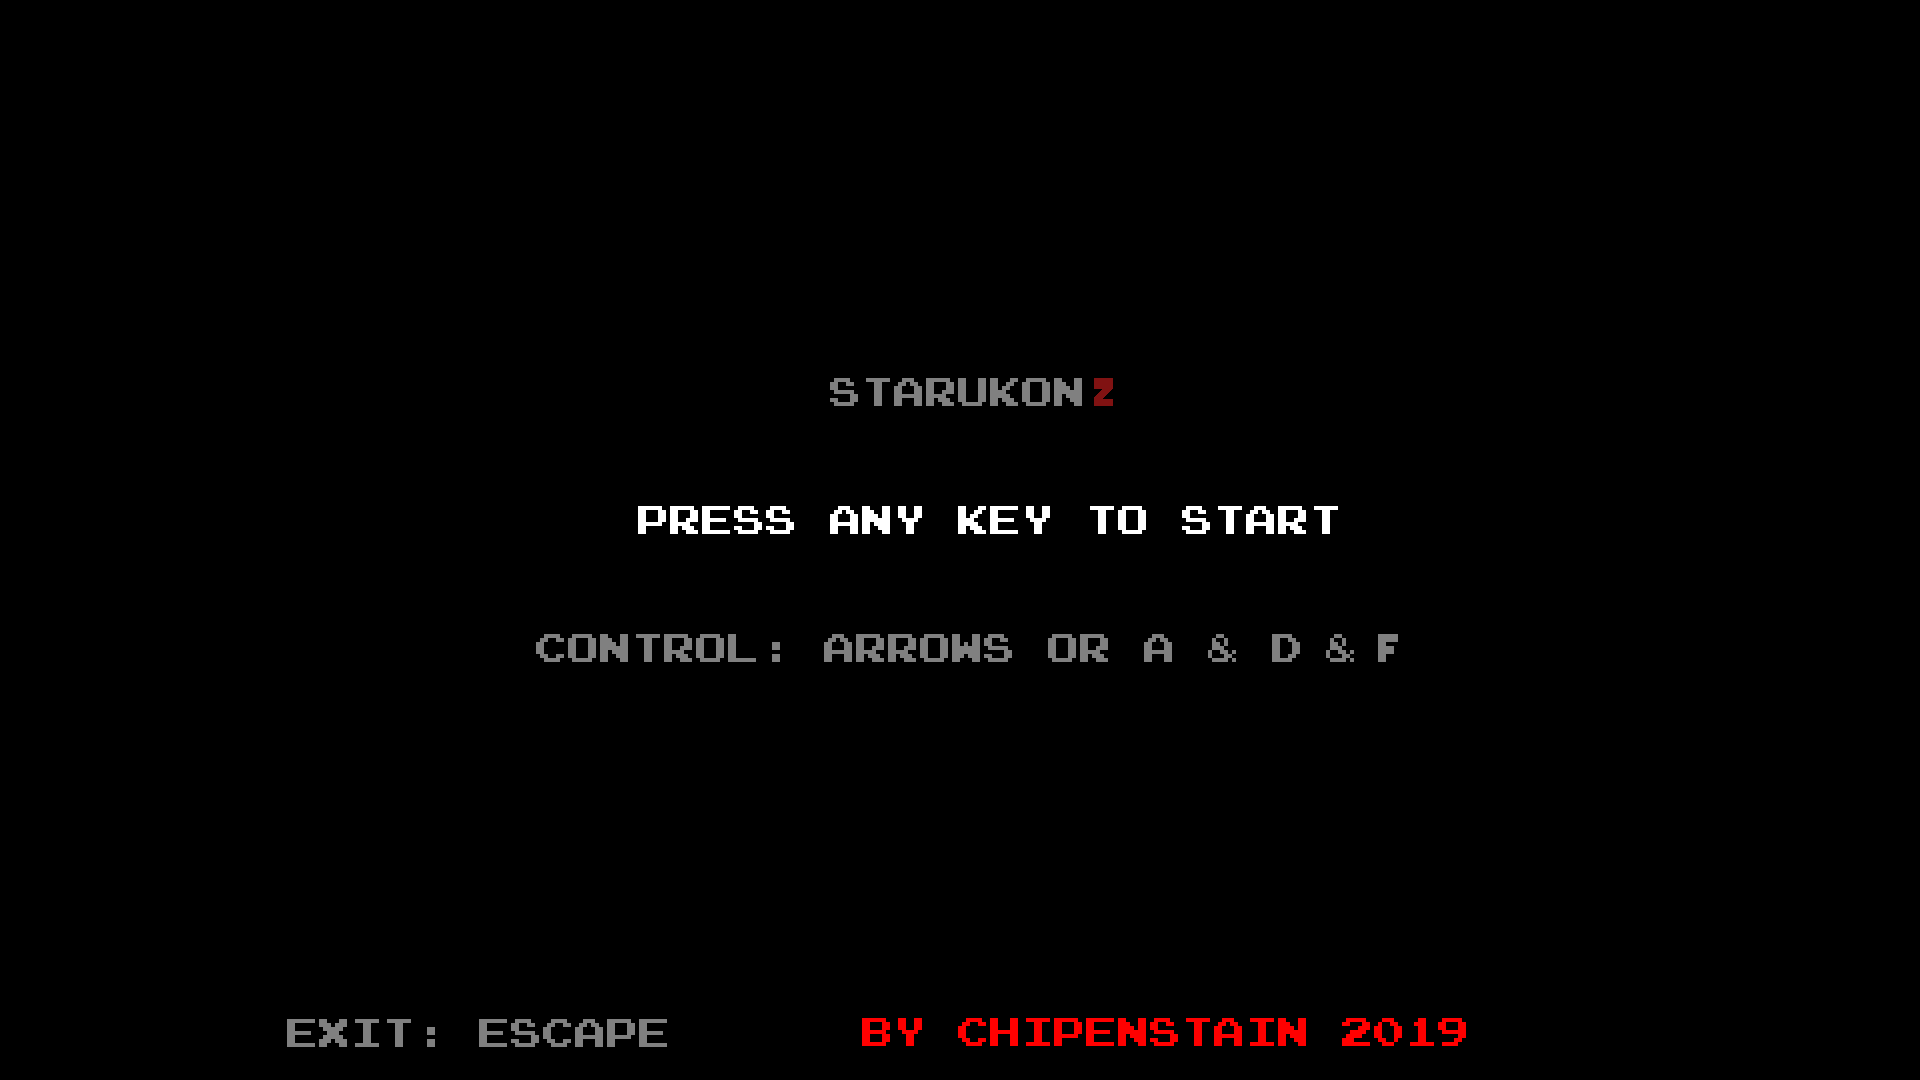 STARUKONZ
PRESS ANY KEY TO START
CONTROL: ARROWS OR A & D & F
EXIT: ESCAPE
BY CHIPENSTAIN 2019